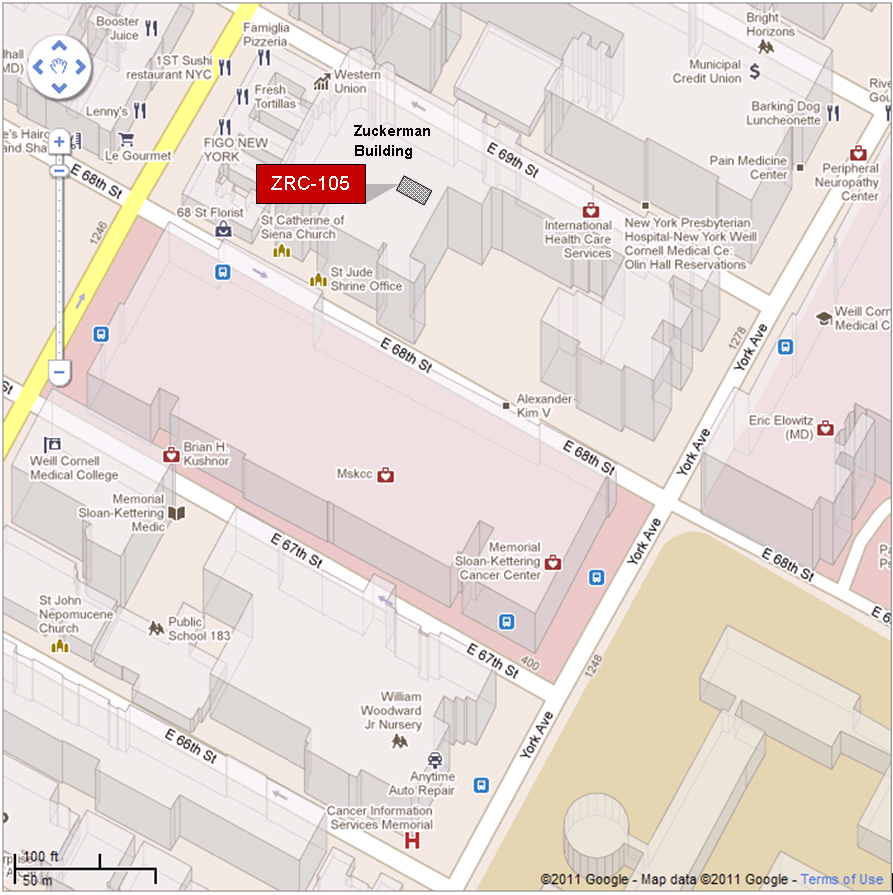 Booster
Juice
Famiglia
Pizzeria
Bright
Horizons
(MD)
1ST Sushi
restaurant NYC
Western
Union
Municipal
Credit Union
Fresh
Tortillas
Lenny's
Barking Dog
Luncheonette
Zuckerman
Building
FIGO NEW
YORK
Le Gourmet
E 69th St
Pain Medicine
Center
Peripheral
Neuropathy
Center
E 68th St
ZRC-105
68 St Florist
St Catherine of
Siena Church
International
Health Care
Services
New York Presbyterian
Hospital-New York Weill
Cornell Medical Ce:
Olin Hall Reservations
1246
St Jude
Shrine Office
Weill Corn
Medical C
1278
York Ave
E 68th St
Alexander
Kim V
Eric Elowitz
(MD)
York Ave
E 68th St
Brian H.
Kushnor
Weill Cornell
Medical College
Mskcc
Memorial
Sloan-Kettering
Medic
York Ave
E 67th St
Memorial
Sloan-Kettering
Cancer Center
E 68th St
St John
Nepomucene
Church
Public
School 183
E 67th St
400
1248
William
Woodward
Jr Nursery
York Ave
E 66th St
Anytime
Auto Repair
Cancer Information
Services Memorial
H
100 ft
50 m
©2011 Google - Map data ©2011 Google - Terms of Use